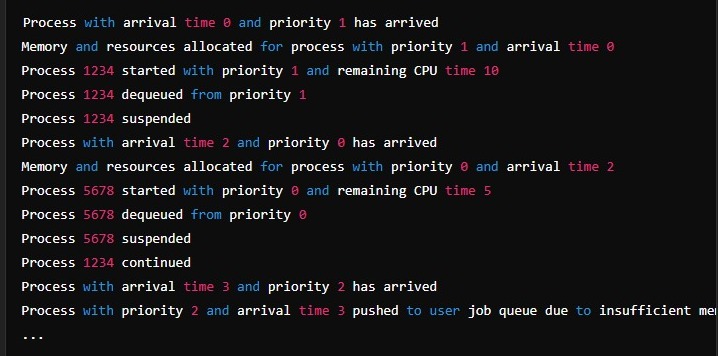 Process with arrival time 0 and priority 1 has arrived
Memory and resources allocated for process with priority 1 and arrival time 0
Process 1234 started with priority 1 and remaining CPU time 10
Process 1234 dequeued from priority 1
Process 1234 suspended
Process with arrival time 2 and priority 0 has arrived
Memory and resources allocated for process with priority 0 and arrival time 2
Process 5678 started with priority 0 and remaining CPU time 5
Process 5678 dequeued from priority 0
Process 5678 suspended
Process 1234 continued
Process with arrival time 3 and priority 2 has arrived
Process with priority 2 and arrival time 3 pushed to user job queue due to insufficient
...